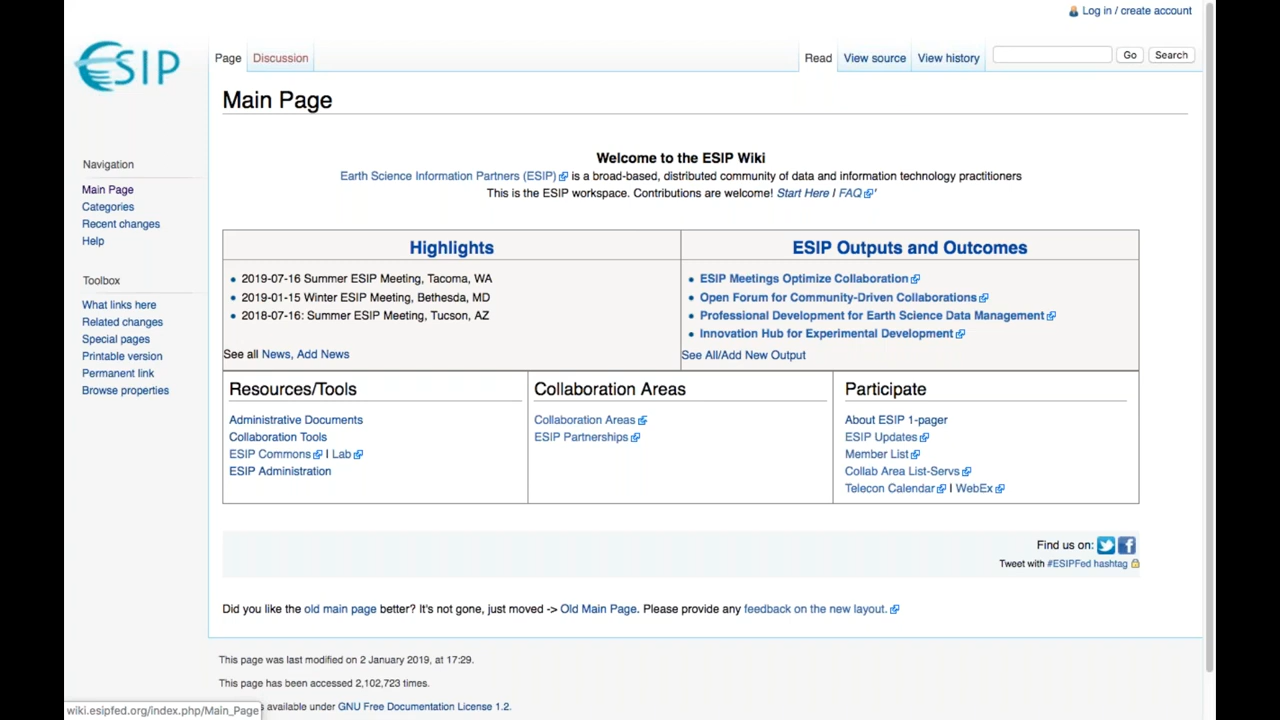 Log in / create account
ESIP
Page
Discussion
Read
View source
View history
Go
Search
Main Page
Navigation
Main Page
Categories
Recent changes
Help
Toolbox
What links here
Related changes
Special pages
Printable version
Permanent link
Browse properties
Welcome to the ESIP Wiki
Earth Science Information Partners (ESIP) is a broad-based, distributed community of data and information technology practitioners
This is the ESIP workspace. Contributions are welcome! Start Here / FAQ '
Highlights
2019-07-16 Summer ESIP Meeting, Tacoma, WA
2019-01-15 Winter ESIP Meeting, Bethesda, MD
2018-07-16: Summer ESIP Meeting, Tucson, AZ
See all News, Add News
ESIP Outputs and Outcomes
ESIP Meetings Optimize Collaboration
Open Forum for Community-Driven Collaborations
Professional Development for Earth Science Data Management
Innovation Hub for Experimental Development
See All/Add New Output
Resources/Tools
Administrative Documents
Collaboration Tools
ESIP Commons | Lab
ESIP Administration
Collaboration Areas
Collaboration Areas
ESIP Partnerships
Participate
About ESIP 1-pager
ESIP Updates
Member List
Collab Area List-Servs
Telecon Calendar | WebEx
Find us on:
Tweet with #ESIPFed hashtag
Did you like the old main page better? It's not gone, just moved -> Old Main Page. Please provide any feedback on the new layout.
This page was last modified on 2 January 2019, at 17:29.
This page has been accessed 2,102,723 times.
s available under GNU Free Documentation License 1.2.
wiki.esipfed.org/index.php/Main_Page